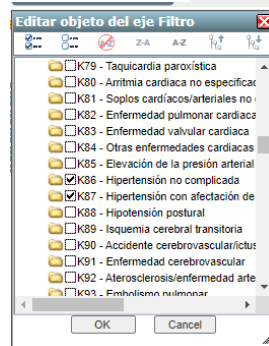 Editar objeto del eje Filtro
Z-A A-Z
K79 - Taquicardia paroxística
K80 - Arritmia cardiaca no especificad
K81 - Soplos cardíacos/arteriales no
K82 - Enfermedad pulmonar cardiaca
K83 - Enfermedad valvular cardiaca
K84 - Otras enfermedades cardiacas
K85 - Elevación de la presión arterial
K86 - Hipertensión no complicada
K87 - Hipertensión con afectación de
K88 - Hipotensión postural
K89 - Isquemia cerebral transitoria
K90 - Accidente cerebrovascular/ictus
K91 - Enfermedad cerebrovascular
K92 - Aterosclerosis/enfermedad arte
K93 - Embolismo pulmonar
OK Cancel